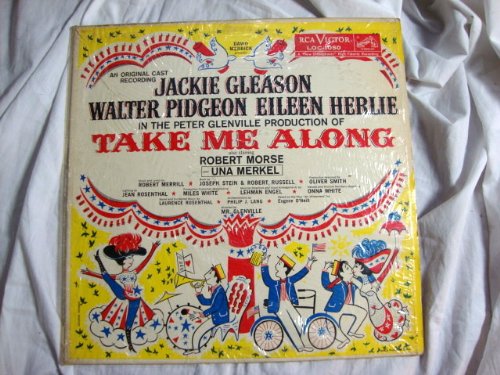 DAVID
MERRICK
RCA VICTOR
LOC-1050
AN ORIGINAL CAST
RECORDING
JACKIE GLEASON
WALTER PIDGEON EILEEN HERLIE
IN THE PETER GLENVILLE PRODUCTION OF
TAKE ME ALONG
also starring
ROBERT MORSE
UNA MERKEL
ROBERT MERRILL JOSEPH STEIN & ROBERT RUSSELL OLIVER SMITH
JEAN ROSENTHAL MILES WHITE LEHMAN ENGEL ONNA WHITE
LAURENCE ROSENTHAL PHILIP J. LANG Eugene O'Neill
MR. GLENVILLE